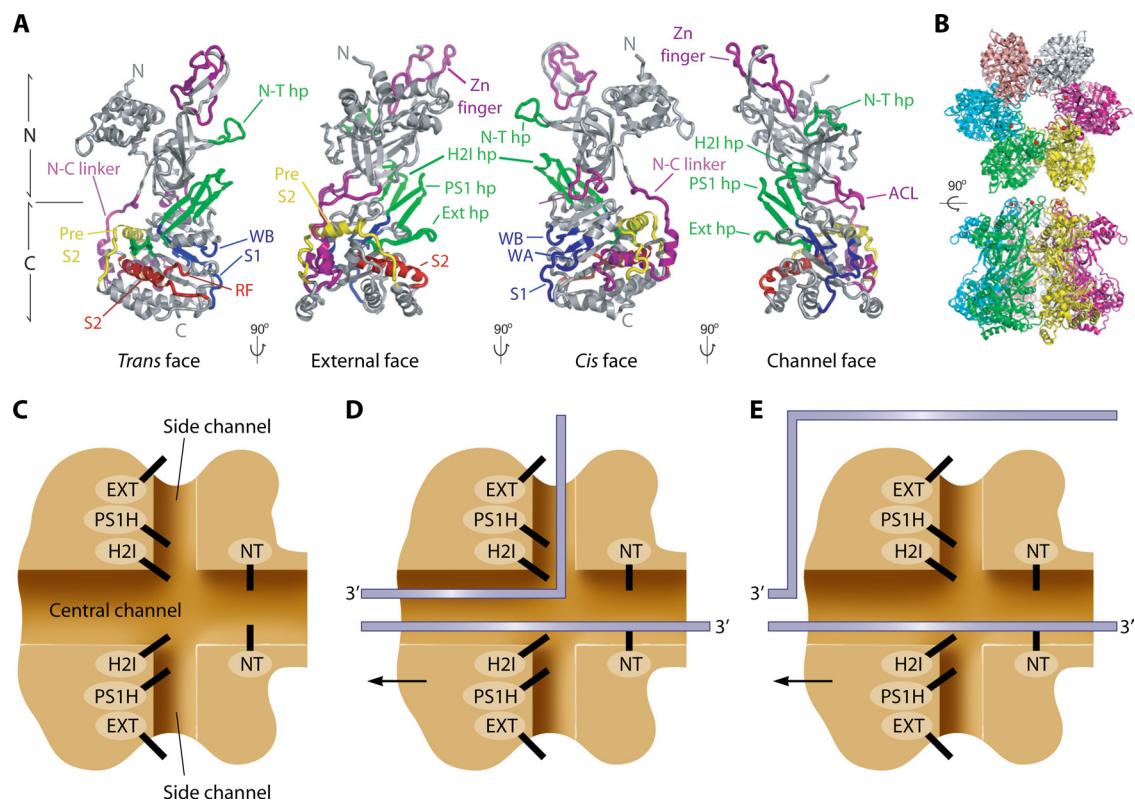 A
N
C
N
N-T hp
N-C linker
Pre
S2
WB
S1
RF
S2
C
Trans face
90°
Zn
finger
N-T hp
H2I hp
Pre
S2
PS1 hp
Ext hp
S2
External face
90°
N
N-C linker
WB
WA
S1
C
Cis face
90°
Zn
finger
N-T hp
H2I hp
PS1 hp
ACL
Ext hp
Channel face
B
90°
C
Side channel
EXT
PS1H
H2I
NT
Central channel
H2I
NT
PS1H
EXT
Side channel
D
EXT
PS1H
H2I
NT
3′
3′
H2I
NT
PS1H
EXT
E
EXT
PS1H
H2I
NT
3′
3′
H2I
NT
PS1H
EXT